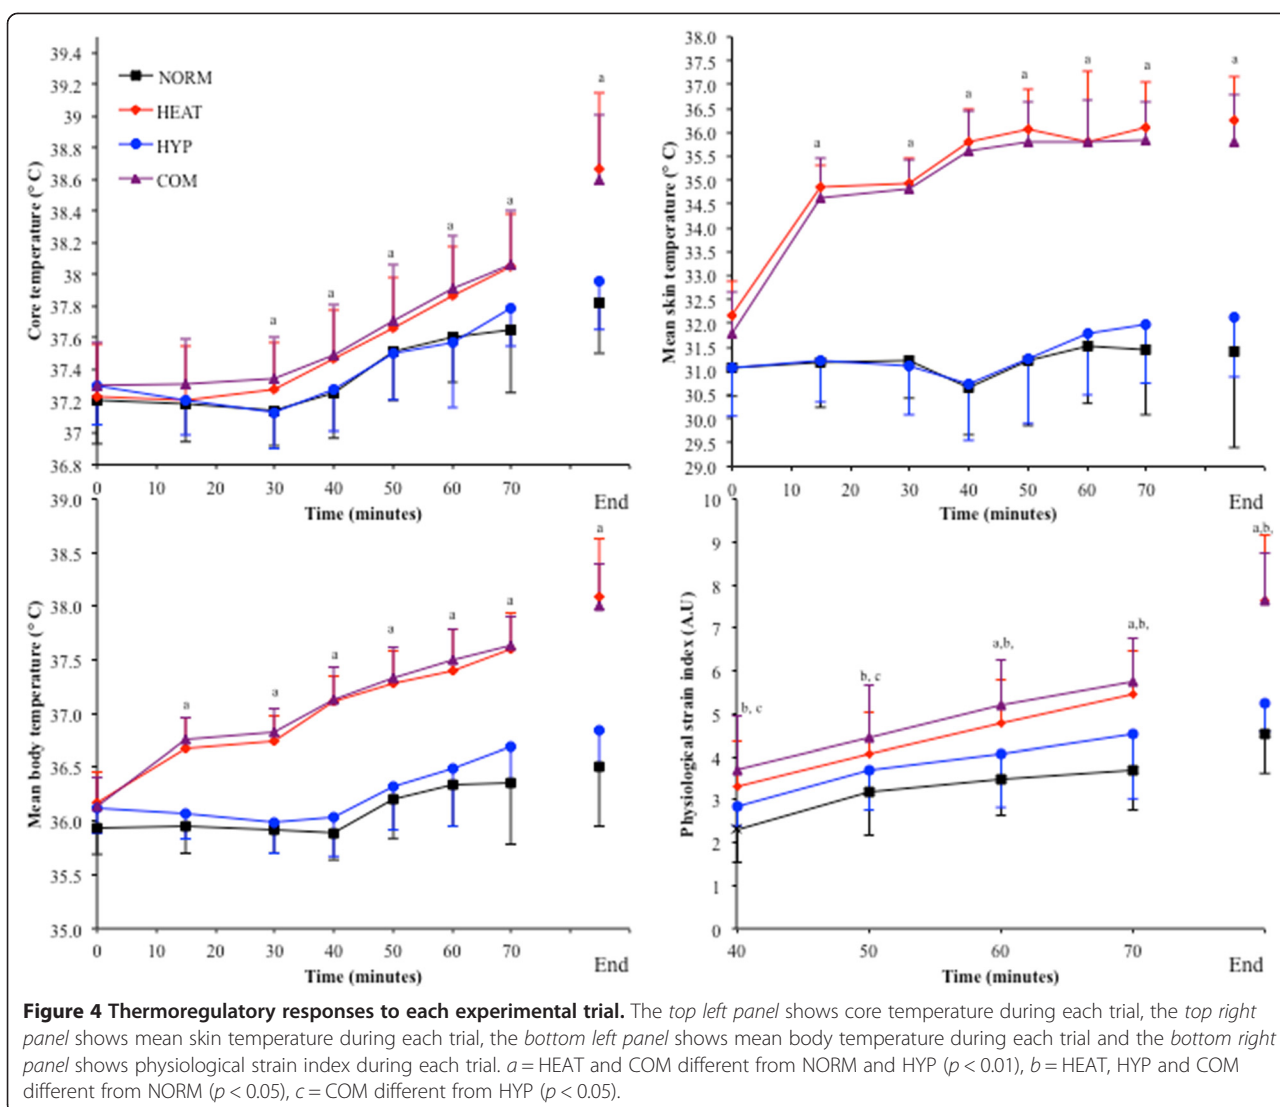 39.4
39.2
39
38.8
38.6
38.4
38.2
38
37.8
37.6
37.4
37.2
37
36.8
Core temperature (° C)
NORM
HEAT
HYP
COM
a
a
a
a
a
a
0 10 20 30 40 50 60 70
End
Time (minutes)
38.0
37.5
37.0
36.5
36.0
35.5
35.0
34.5
34.0
33.5
33.0
32.5
32.0
31.5
31.0
30.5
30.0
29.5
29.0
Mean skin temperature (° C)
a
a
a
a
a
a
a
0 10 20 30 40 50 60 70
End
Time (minutes)
39.0
38.5
38.0
37.5
37.0
36.5
36.0
35.5
35.0
Mean body temperature (° C)
a
a
a
a
a
a
a
0 10 20 30 40 50 60 70
End
Time (minutes)
10
9
8
7
6
5
4
3
2
1
0
Physiological strain index (A.U)
b, c
b, c
a,b,
a,b,
a,b,
40 50 60 70
End
Time (minutes)
Figure 4 Thermoregulatory responses to each experimental trial. The top left panel shows core temperature during each trial, the top right
panel shows mean skin temperature during each trial, the bottom left panel shows mean body temperature during each trial and the bottom right
panel shows physiological strain index during each trial. a = HEAT and COM different from NORM and HYP (p < 0.01), b = HEAT, HYP and COM
different from NORM (p < 0.05), c = COM different from HYP (p < 0.05).